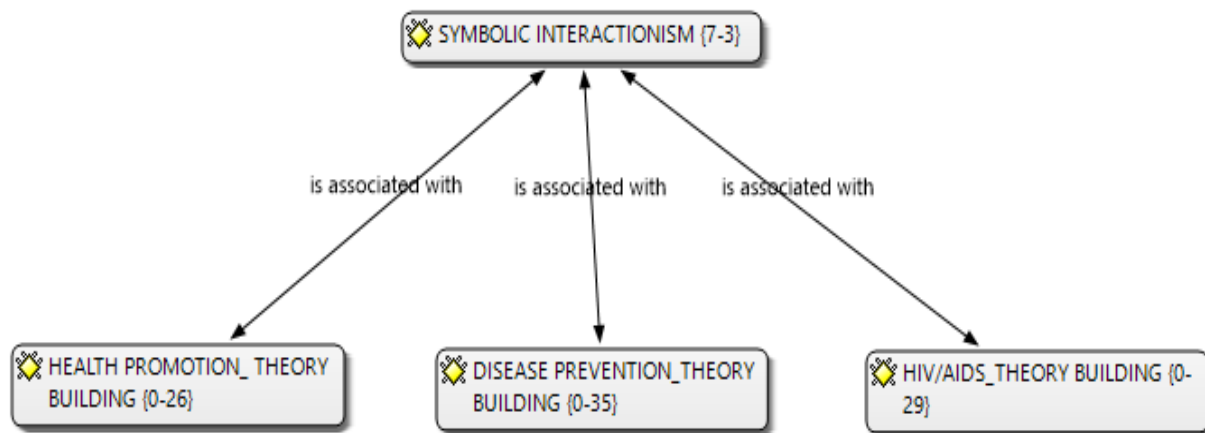 SYMBOLIC INTERACTIONISM {7-3}
is associated with
is associated with
is associated with
HEALTH PROMOTION_ THEORY
BUILDING {0-26}
DISEASE PREVENTION_THEORY
BUILDING {0-35}
HIV/AIDS_THEORY BUILDING {0-
29}